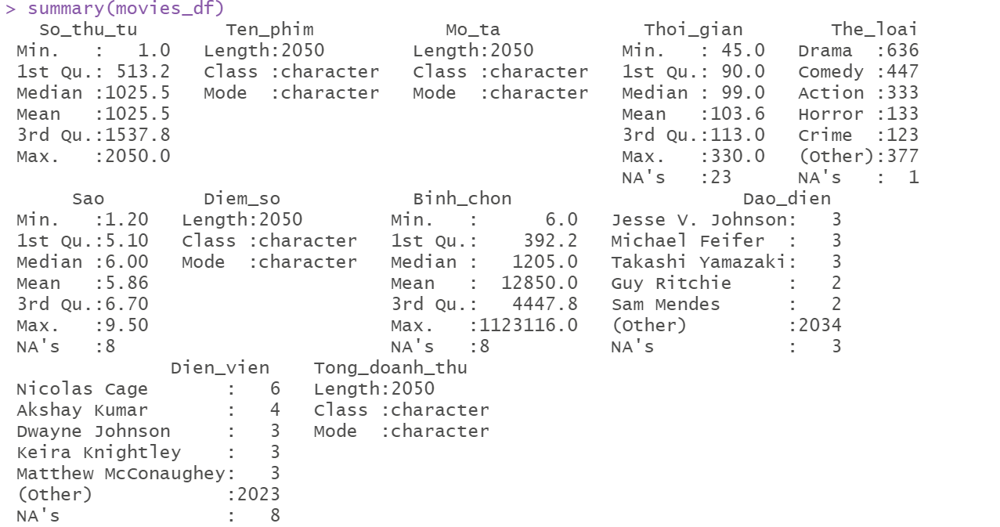 > summary(movies_df)
   So_thu_tu        Ten_phim            Mo_ta             Thoi_gian        The_loai
 Min.   :   1.0   Length:2050        Length:2050        Min.   : 45.0   Drama  :636
 1st Qu.: 513.2   Class :character   Class :character   1st Qu.: 90.0   Comedy :447
 Median :1025.5   Mode  :character   Mode  :character   Median : 99.0   Action :333
 Mean   :1025.5                                         Mean   :103.6   Horror :133
 3rd Qu.:1537.8                                         3rd Qu.:113.0   Crime  :123
 Max.   :2050.0                                         Max.   :330.0   (Other):377
                                                        NA's   :23      NA's   :  1
      Sao         Diem_so            Binh_chon                     Dao_dien
 Min.   :1.20   Length:2050        Min.   :      6.0   Jesse V. Johnson:   3
 1st Qu.:5.10   Class :character   1st Qu.:    392.2   Michael Feifer  :   3
 Median :6.00   Mode  :character   Median :   1205.0   Takashi Yamazaki:   3
 Mean   :5.86                      Mean   :  12850.0   Guy Ritchie     :   2
 3rd Qu.:6.70                      3rd Qu.:   4447.8   Sam Mendes      :   2
 Max.   :9.50                      Max.   :1123116.0   (Other)         :2034
 NA's   :8                         NA's   :8           NA's            :   3
               Dien_vien    Tong_doanh_thu
 Nicolas Cage       :   6   Length:2050
 Akshay Kumar       :   4   Class :character
 Dwayne Johnson     :   3   Mode  :character
 Keira Knightley    :   3
 Matthew McConaughey:   3
 (Other)            :2023
 NA's               :   8